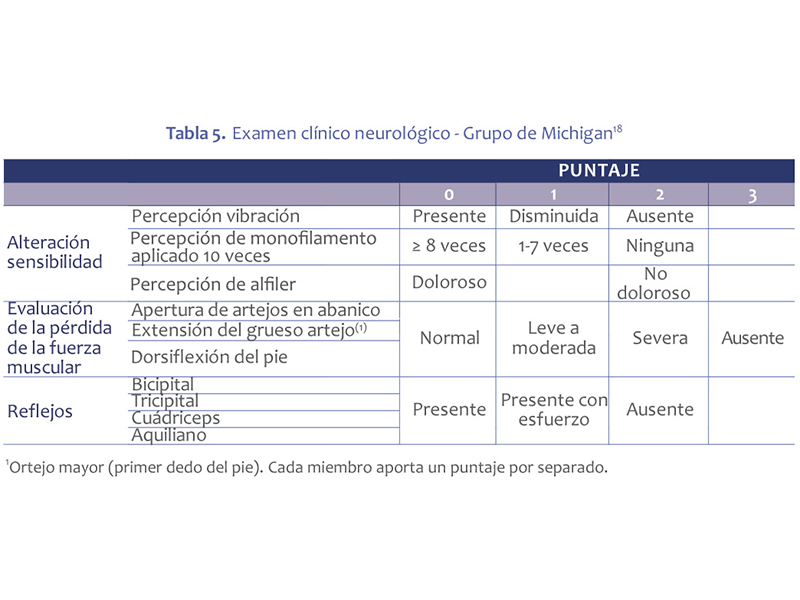 Tabla 5. Examen clínico neurológico - Grupo de Michigan¹⁸
PUNTAJE
0 1 2 3
Alteración sensibilidad
Percepción vibración Presente Disminuida Ausente
Percepción de monofilamento aplicado 10 veces ≥ 8 veces 1-7 veces Ninguna
Percepción de alfiler Doloroso No doloroso
Evaluación de la pérdida de la fuerza muscular
Apertura de artejos en abanico
Extensión del grueso artejo⁽¹⁾
Dorsiflexión del pie
Normal Leve a moderada Severa Ausente
Reflejos
Bicipital
Tricipital
Cuádriceps
Aquiliano
Presente Presente con esfuerzo Ausente
¹Ortejo mayor (primer dedo del pie). Cada miembro aporta un puntaje por separado.